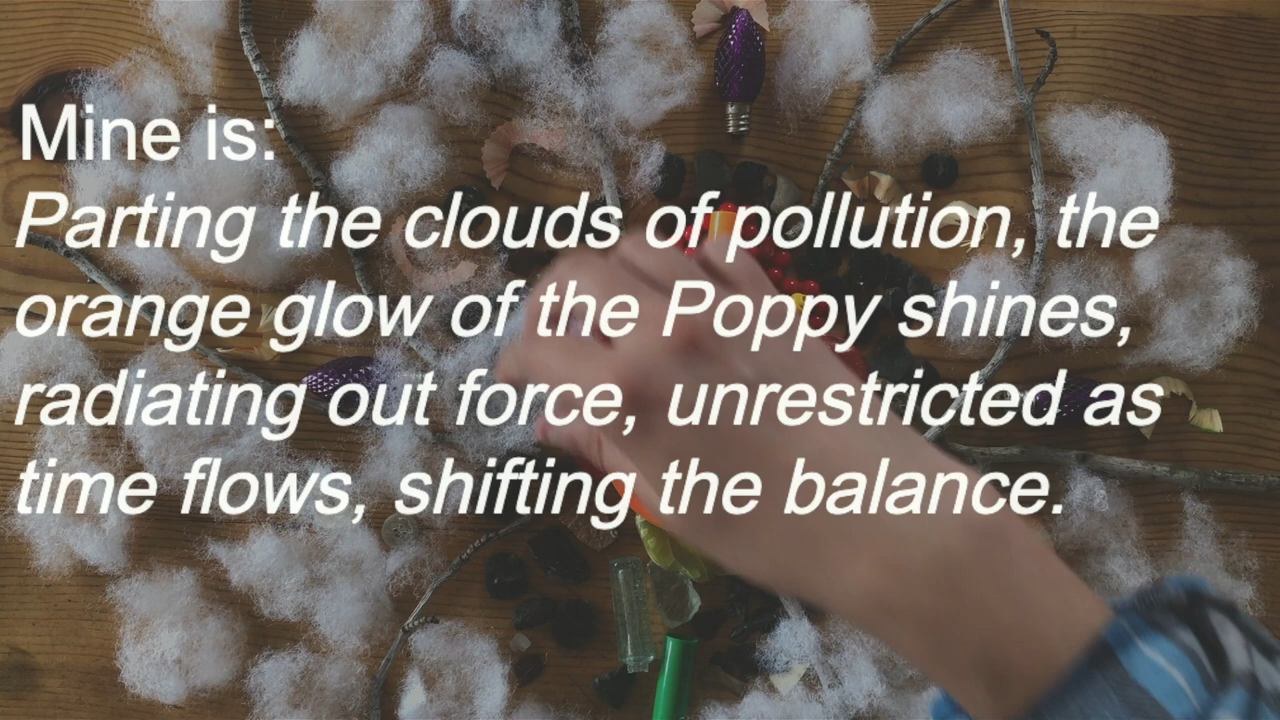 Mine is:
Parting the clouds of pollution, the
orange glow of the Poppy shines,
radiating out force, unrestricted as
time flows, shifting the balance.